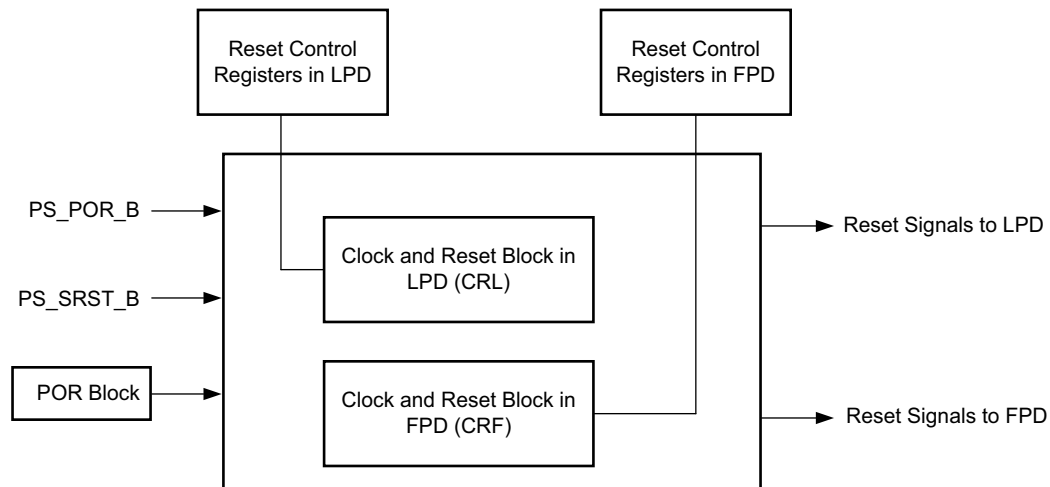 Reset Control
Registers in LPD
Reset Control
Registers in FPD
PS_POR_B
PS_SRST_B
POR Block
Clock and Reset Block in
LPD (CRL)
Clock and Reset Block in
FPD (CRF)
Reset Signals to LPD
Reset Signals to FPD